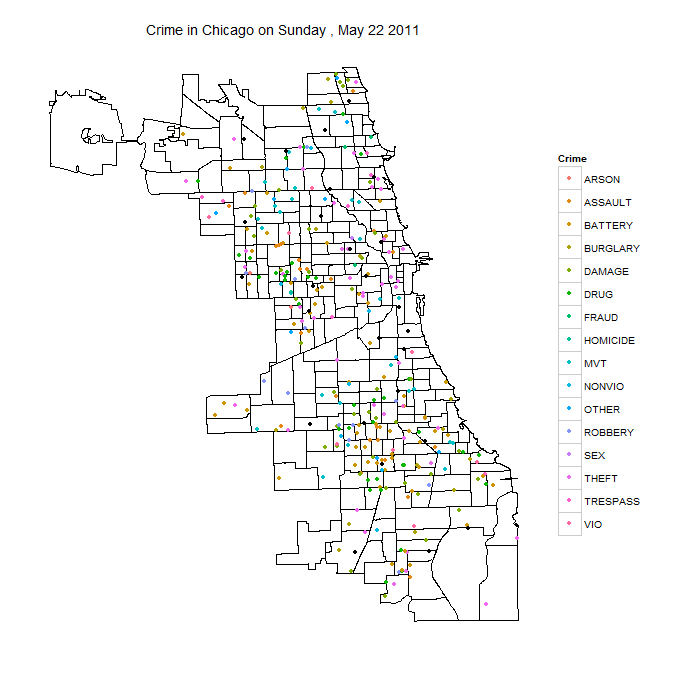 Crime in Chicago on Sunday , May 22 2011
Crime
ARSON
ASSAULT
BATTERY
BURGLARY
DAMAGE
DRUG
FRAUD
HOMICIDE
MVT
NONVIO
OTHER
ROBBERY
SEX
THEFT
TRESPASS
VIO